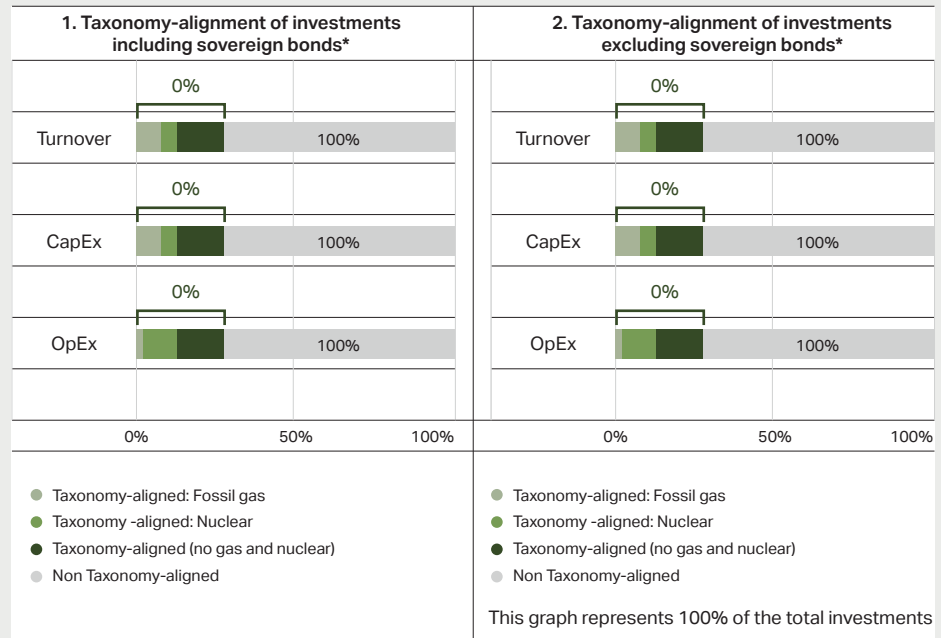 1. Taxonomy-alignment of investments
including sovereign bonds*
0%
Turnover
100%
0%
CapEx
100%
0%
OpEx
100%
0%
50%
100%
Taxonomy-aligned: Fossil gas
Taxonomy -aligned: Nuclear
Taxonomy-aligned (no gas and nuclear)
Non Taxonomy-aligned
2. Taxonomy-alignment of investments
excluding sovereign bonds*
0%
Turnover
100%
0%
CapEx
100%
0%
OpEx
100%
0%
50%
100%
Taxonomy-aligned: Fossil gas
Taxonomy -aligned: Nuclear
Taxonomy-aligned (no gas and nuclear)
Non Taxonomy-aligned
This graph represents 100% of the total investments